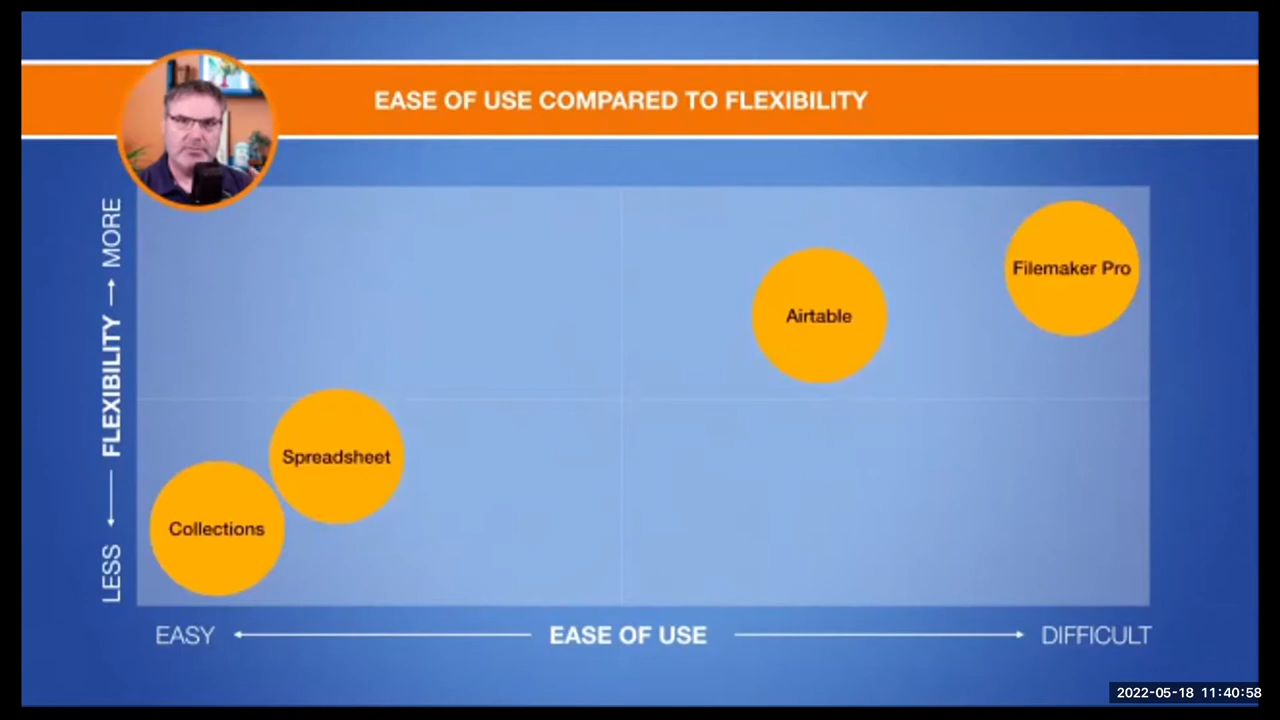 EASE OF USE COMPARED TO FLEXIBILITY
LESS ← FLEXIBILITY → MORE
Filemaker Pro
Airtable
Spreadsheet
Collections
EASY ← EASE OF USE → DIFFICULT
2022-05-18 11:40:58